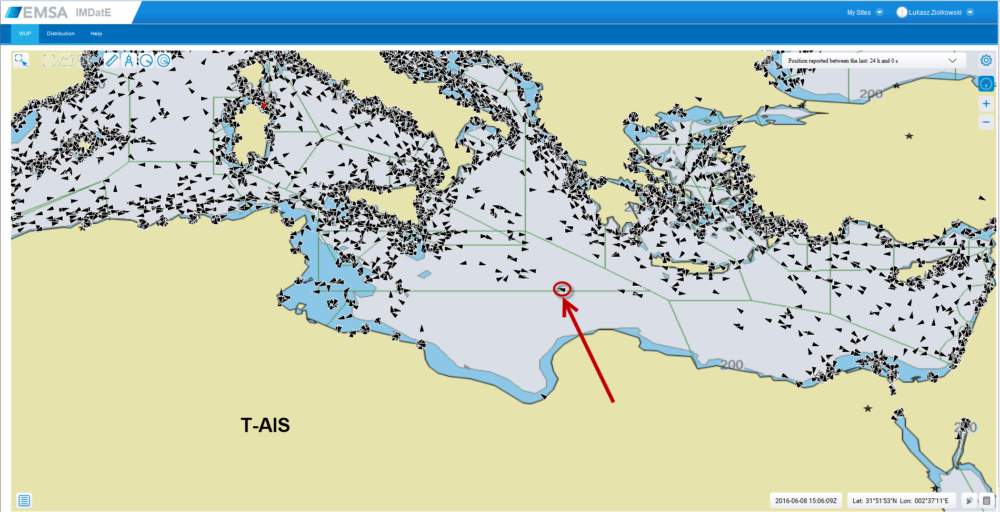 EMSA IMDatE
My Sites
Lukasz Ziolkowski
WUP Distribution Help
Position reported between the last: 24 h and 0 s
200
200
200
T-AIS
2016-06-08 15:06:09Z
Lat: 31°51'53"N Lon: 002°37'11"E